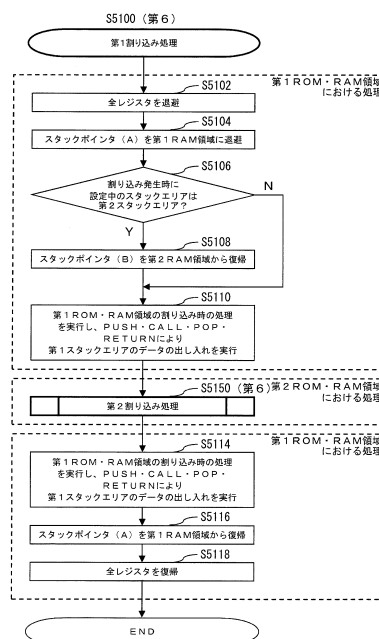 S5100（第６）
第1割り込み処理
第１ROM・RAM領域
における処理
S5102
全レジスタを退避
S5104
スタックポインタ（A）を第１RAM領域に退避
S5106
割り込み発生時に
設定中のスタックエリアは
第２スタックエリア？
N
Y
S5108
スタックポインタ（B）を第２RAM領域から復帰
S5110
第１ROM・RAM領域の割り込み時の処理
を実行し、PUSH・CALL・POP・
RETURNにより
第１スタックエリアのデータの出し入れを実行
S5150（第６）
第２ROM・RAM領域
における処理
第２割り込み処理
第１ROM・RAM領域
における処理
S5114
第１ROM・RAM領域の割り込み時の処理
を実行し、PUSH・CALL・POP・
RETURNにより
第１スタックエリアのデータの出し入れを実行
S5116
スタックポインタ（A）を第１RAM領域から復帰
S5118
全レジスタを復帰
END